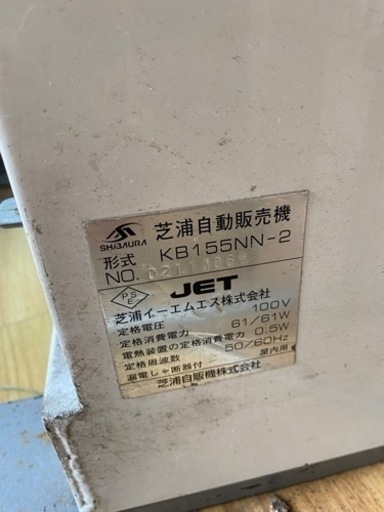 芝浦自動販売機
SHIBAURA
形式 KB155NN-2
NO.
PSE
JET
芝浦イーエムエス株式会社
定格電圧 100V
定格消費電力 61/61W
電熱装置の定格消費電力 0.5W
定格周波数 50/60Hz
漏電しゃ断器付 屋内用
芝浦自販機株式会社